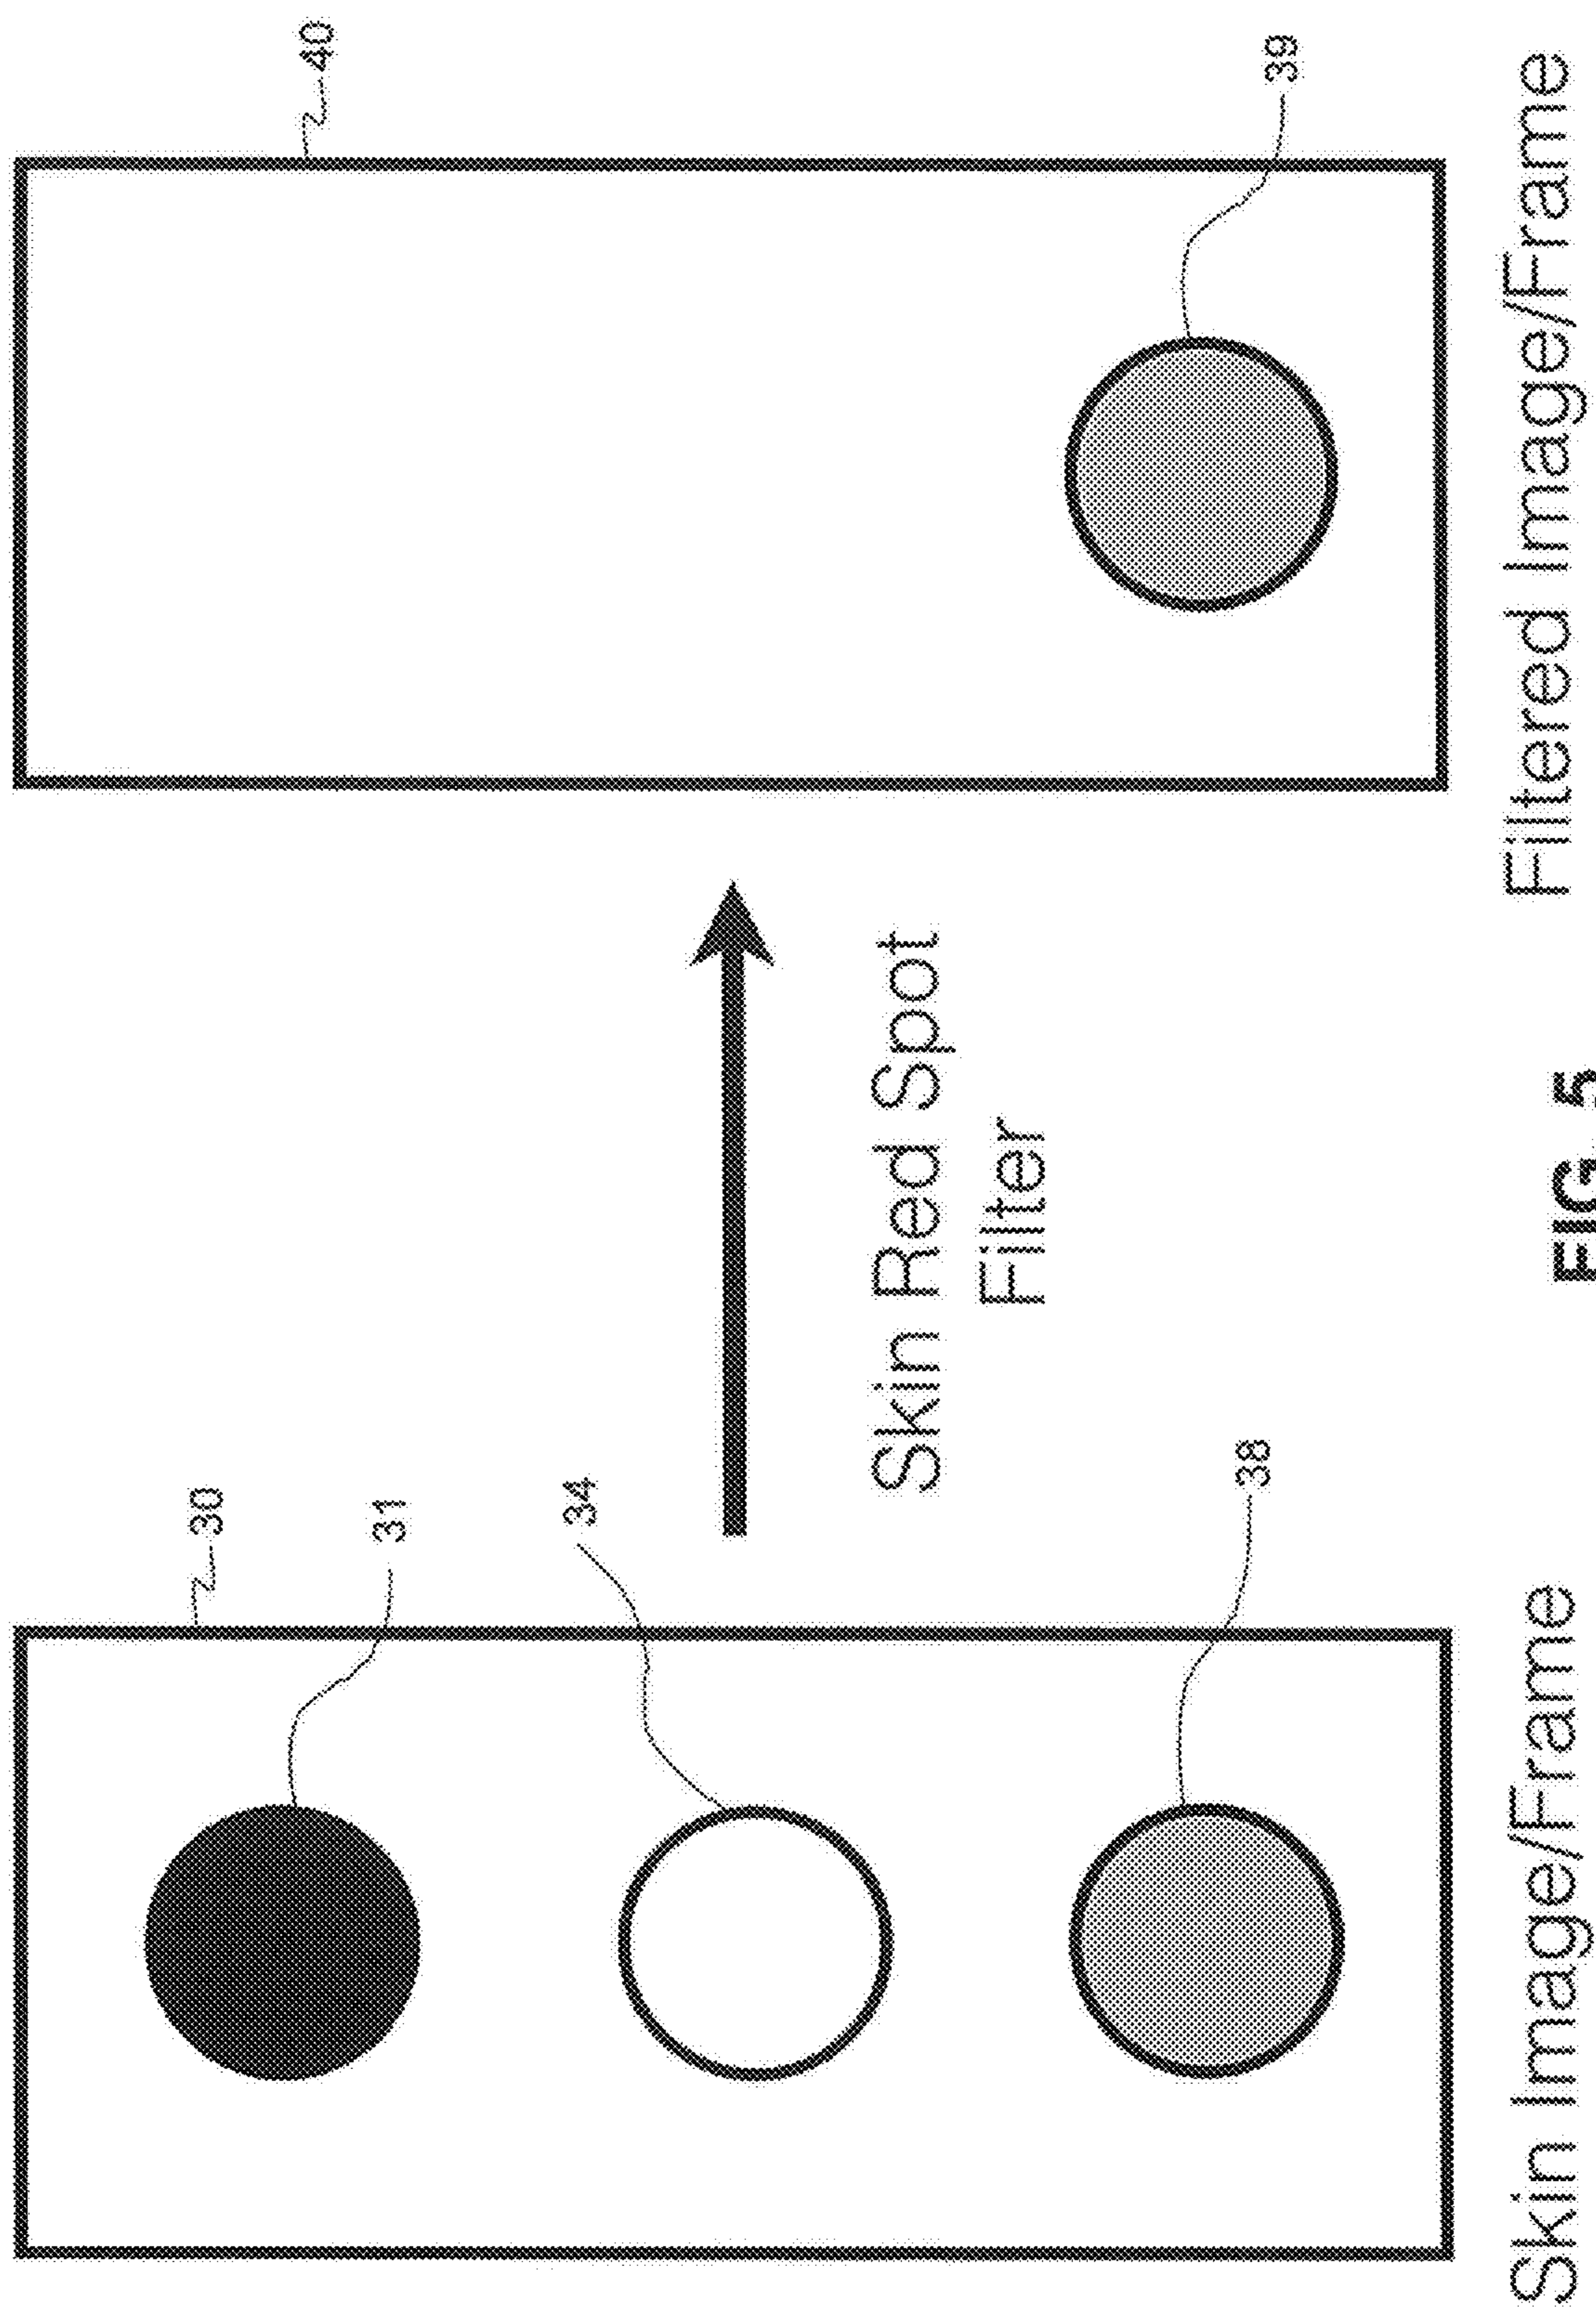 30
31
34
38
40
39
Skin Red Spot
Filter
Skin Image/Frame
Filtered Image/Frame
FIG. 5